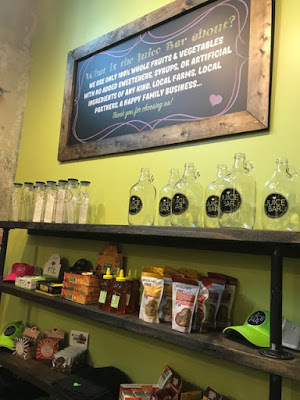 What is the Juice Bar about?
WE USE ONLY 100% WHOLE FRUITS & VEGETABLES
WITH NO ADDED SWEETENERS, SYRUPS, OR ARTIFICIAL
INGREDIENTS OF ANY KIND. LOCAL FARMS, LOCAL
PARTNERS, A HAPPY FAMILY BUSINESS...
Thank you for choosing us!
JUICE
BAR